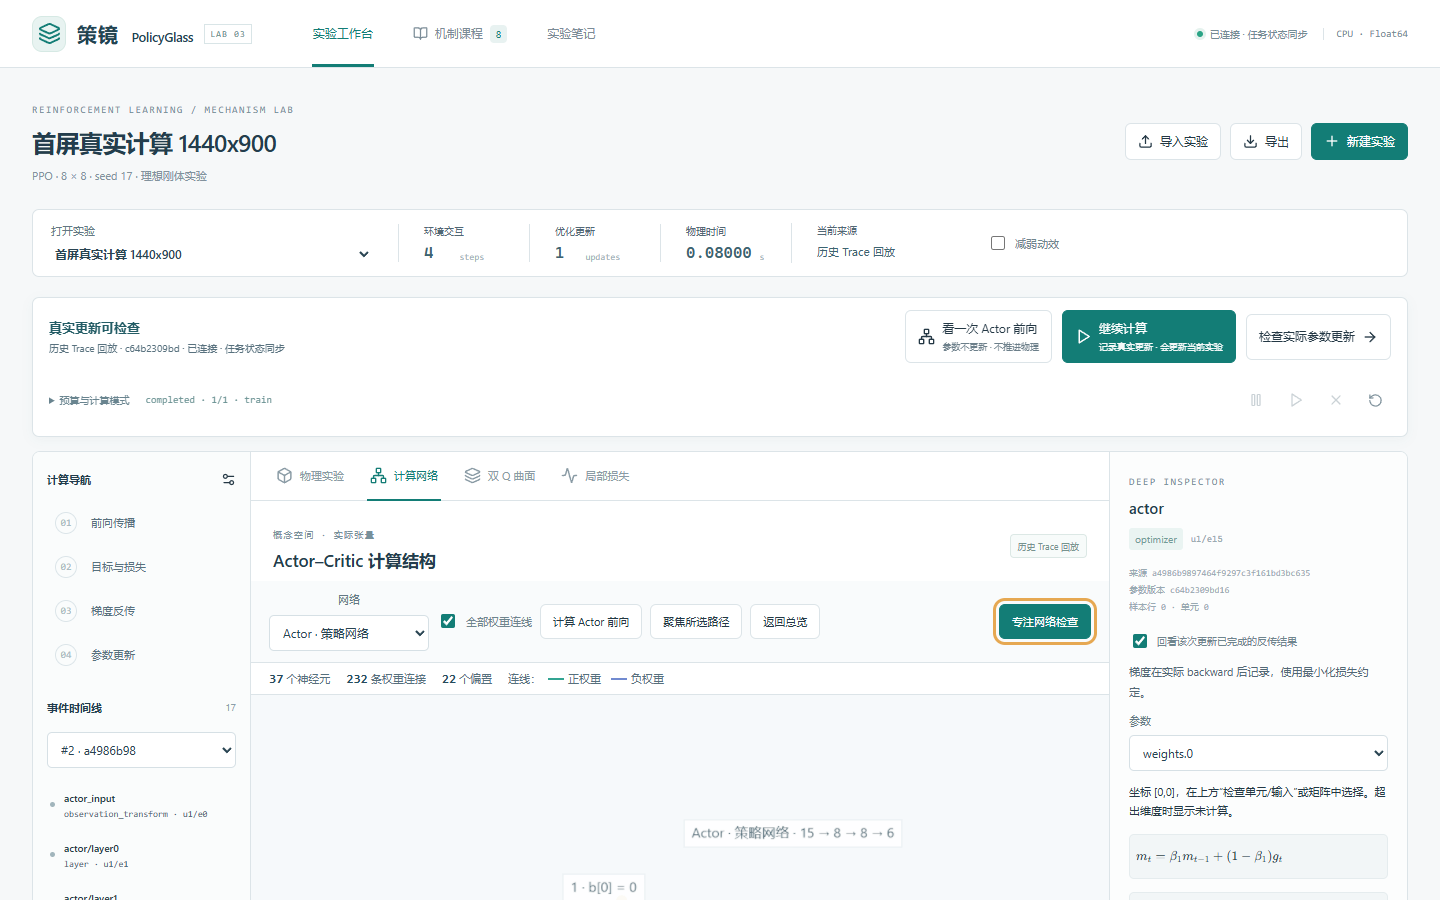 策镜 PolicyGlass LAB 03
实验工作台
机制课程 8
实验笔记
已连接 · 任务状态同步
CPU · Float64
REINFORCEMENT LEARNING / MECHANISM LAB
首屏真实计算 1440x900
PPO · 8 × 8 · seed 17 · 理想刚体实验
导入实验
导出
新建实验
打开实验
首屏真实计算 1440x900
环境交互
4 steps
优化更新
1 updates
物理时间
0.08000 s
当前来源
历史 Trace 回放
减弱动效
真实更新可检查
历史 Trace 回放 · c64b2309bd · 已连接 · 任务状态同步
看一次 Actor 前向
参数不更新 · 不推进物理
继续计算
记录真实更新 · 会更新当前实验
检查实际参数更新
预算与计算模式
completed · 1/1 · train
计算导航
01 前向传播
02 目标与损失
03 梯度反传
04 参数更新
事件时间线 17
#2 · a4986b98
actor_input
observation_transform · u1/e0
actor/layer0
layer · u1/e1
actor/layer1
物理实验
计算网络
双 Q 曲面
局部损失
概念空间 · 实际张量
Actor–Critic 计算结构
历史 Trace 回放
网络
Actor · 策略网络
全部权重连线
计算 Actor 前向
聚焦所选路径
返回总览
专注网络检查
37 个神经元
232 条权重连接
22 个偏置
连线：
正权重
负权重
Actor · 策略网络 · 15 → 8 → 8 → 6
1 · b[0] = 0
DEEP INSPECTOR
actor
optimizer u1/e15
来源 a4986b9897464f9297c3f161bd3bc635
参数版本 c64b2309bd16
样本行 0 · 单元 0
回看该次更新已完成的反传结果
梯度在实际 backward 后记录，使用最小化损失约
定。
参数
weights.0
坐标 [0,0]，在上方“检查单元/输入”或矩阵中选择。超
出维度时显示未计算。
m_t = β_1 m_{t−1} + (1 − β_1) g_t